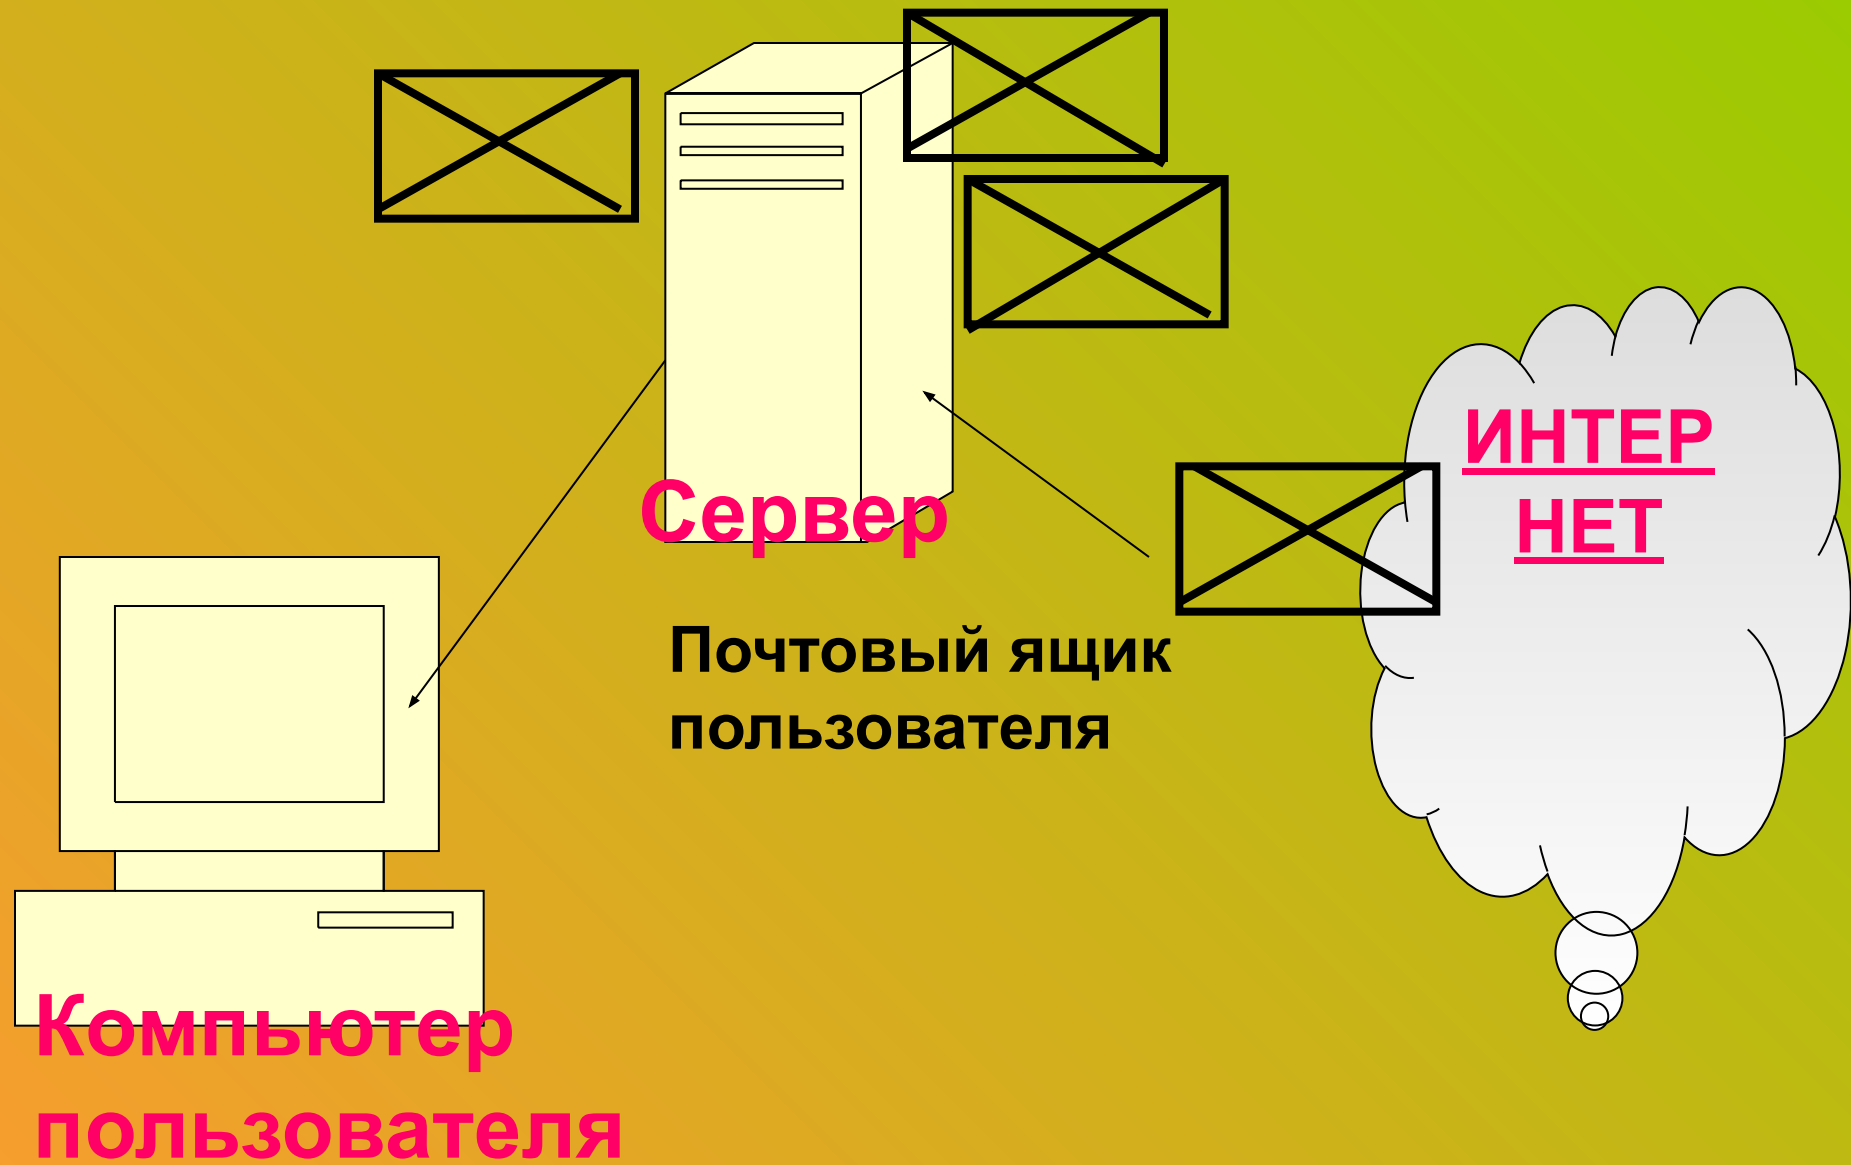 ИНТЕР
НЕТ
Сервер
Почтовый ящик
пользователя
Компьютер
пользователя